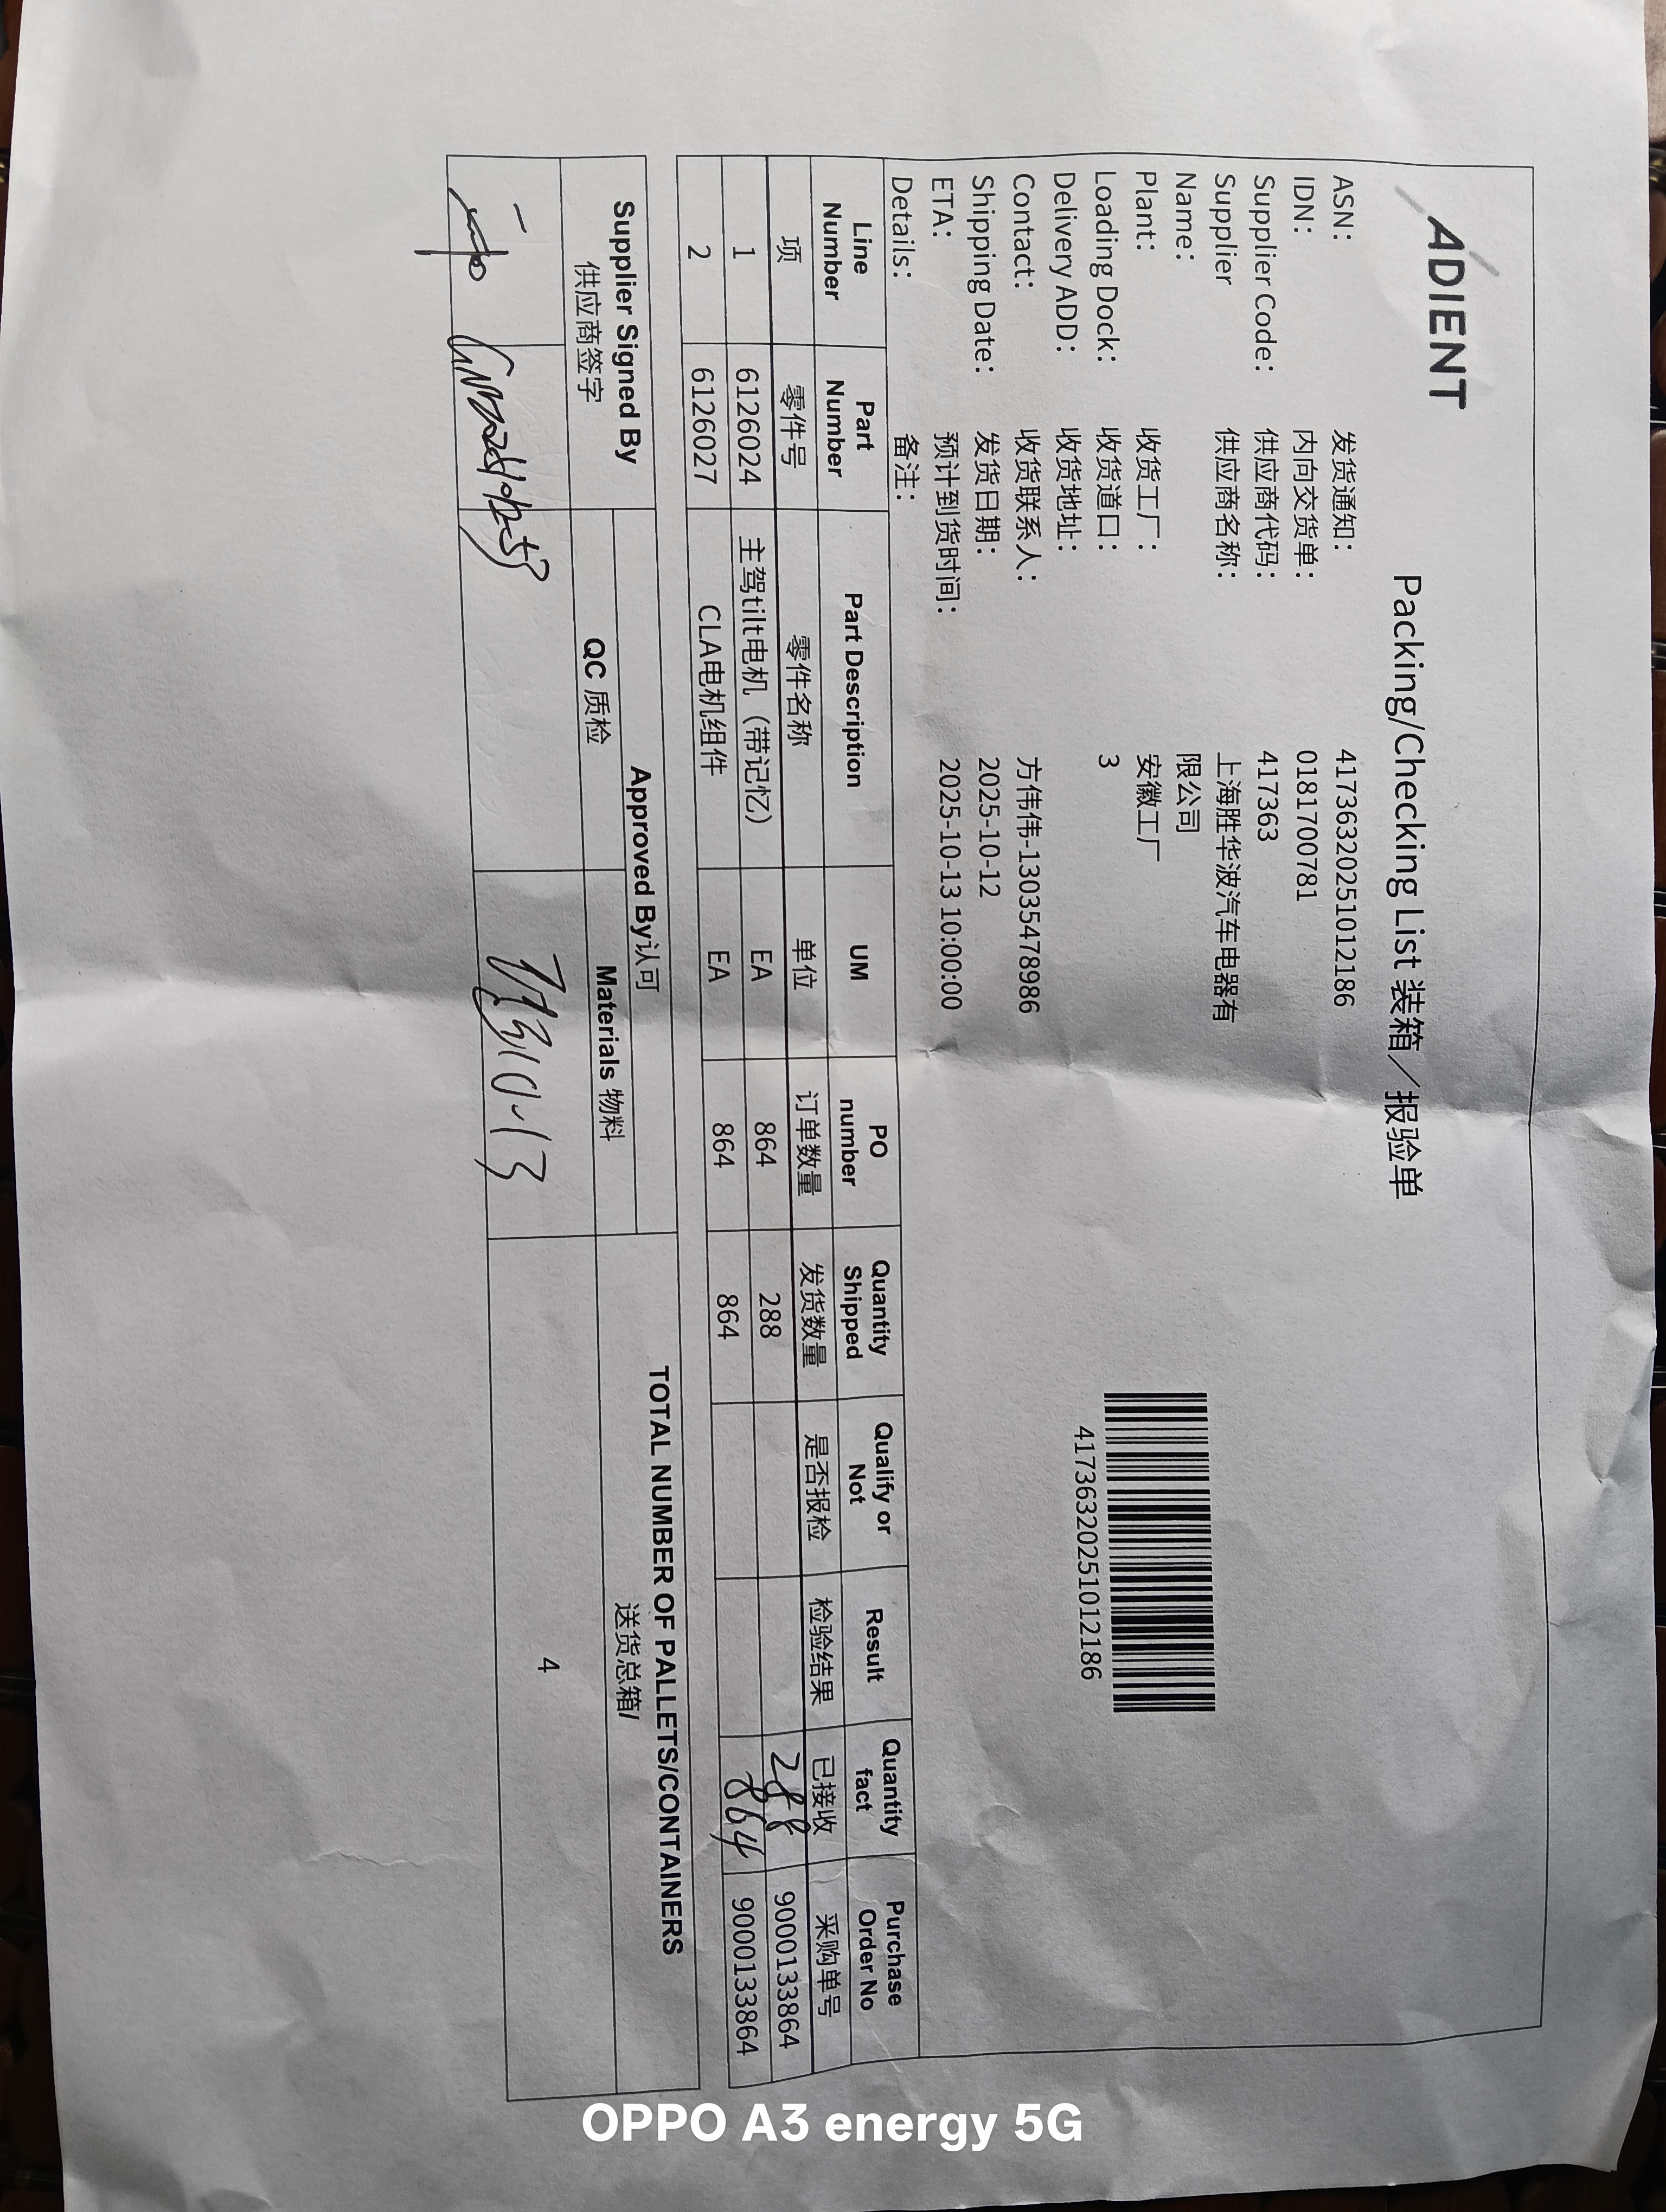 ADIENT
Packing/Checking List 装箱／报验单
ASN： 发货通知： 41736320251012186
IDN： 内向交货单： 0181700781
Supplier Code： 供应商代码： 417363
Supplier 供应商名称： 上海胜华波汽车电器有
Name： 限公司
Plant： 收货工厂： 安徽工厂
Loading Dock： 收货道口： 3
Delivery ADD： 收货地址：
Contact： 收货联系人： 方伟伟-13035478986
Shipping Date： 发货日期： 2025-10-12
ETA： 预计到货时间： 2025-10-13 10:00:00
Details： 备注：
41736320251012186
Line Part Part Description UM PO Quantity Qualify or Result Quantity Purchase
Number Number number Shipped Not fact Order No
项 零件号 零件名称 单位 订单数量 发货数量 是否报检 检验结果 已接收 采购单号
1 6126024 主驾tilt电机（带记忆） EA 864 288 288 9000133864
2 6126027 CLA电机组件 EA 864 864 864 9000133864
Supplier Signed By Approved By认可 TOTAL NUMBER OF PALLETS/CONTAINERS
供应商签字 QC 质检 Materials 物料 送货总箱/
10.13 4
OPPO A3 energy 5G